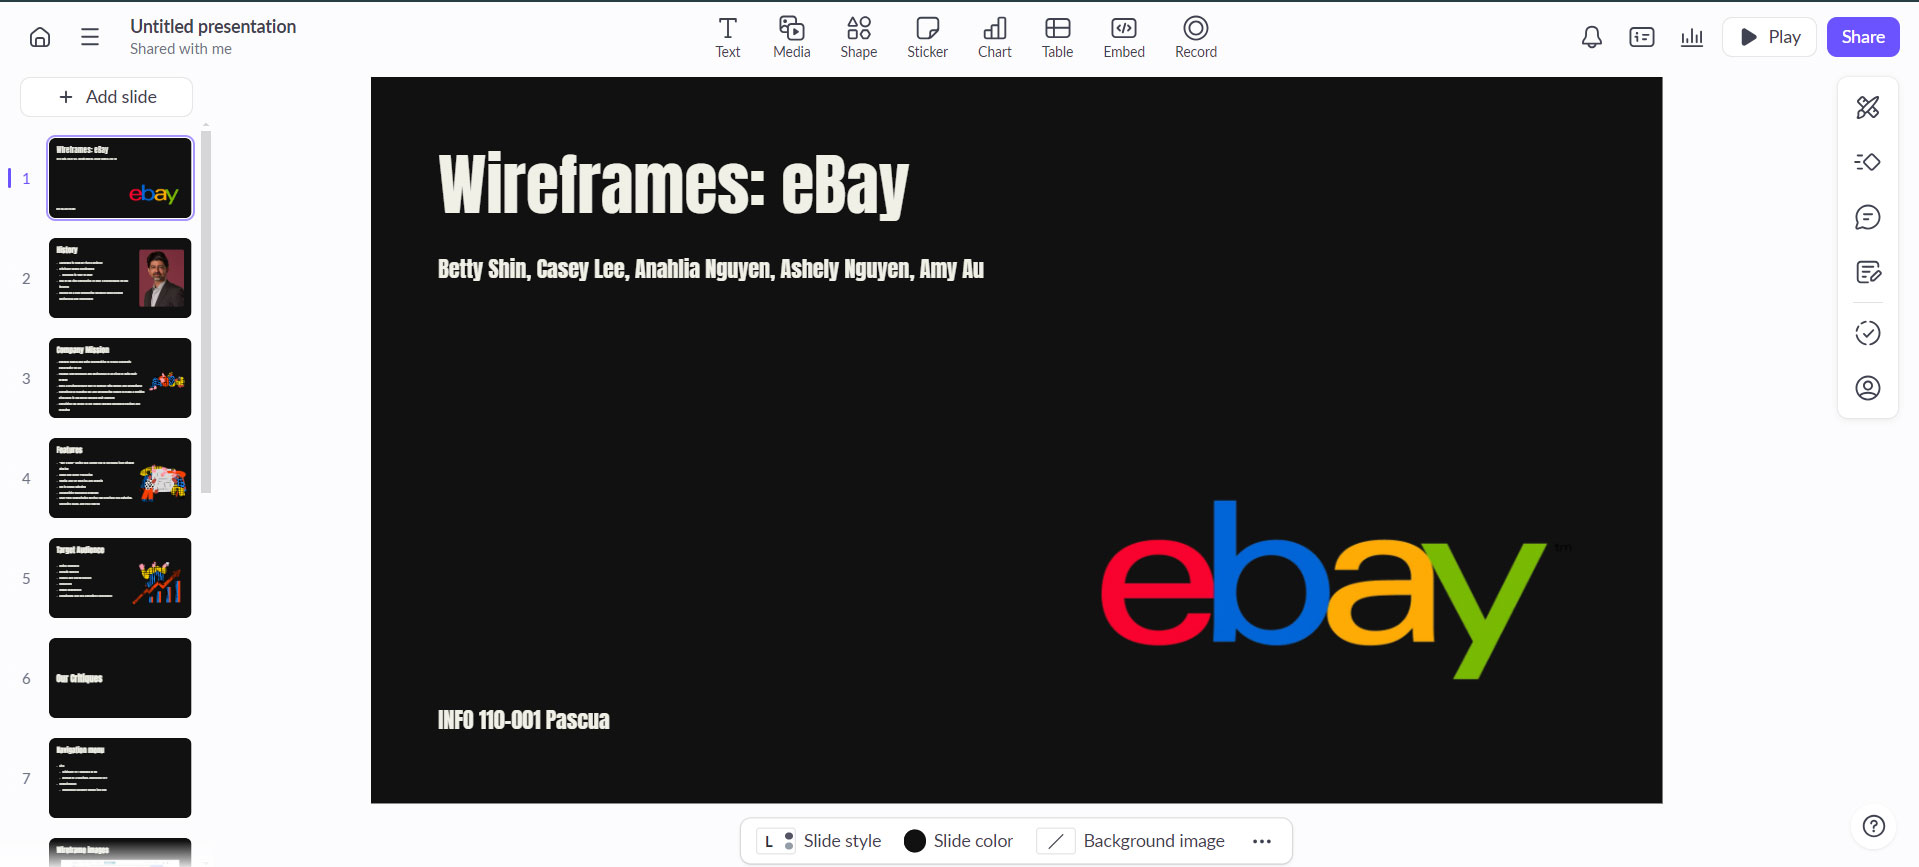 Untitled presentation
Shared with me
Text
Media
Shape
Sticker
Chart
Table
Embed
Record
Play
Share
+ Add slide
1
Wireframes: eBay
ebay
2
History
3
Company Mission
4
Features
5
Target Audience
6
Our Critiques
7
Navigation menu
Wireframe images
Wireframes: eBay
Betty Shin, Casey Lee, Anahlia Nguyen, Ashely Nguyen, Amy Au
ebay
tm
INFO 110-001 Pascua
L
Slide style
Slide color
Background image